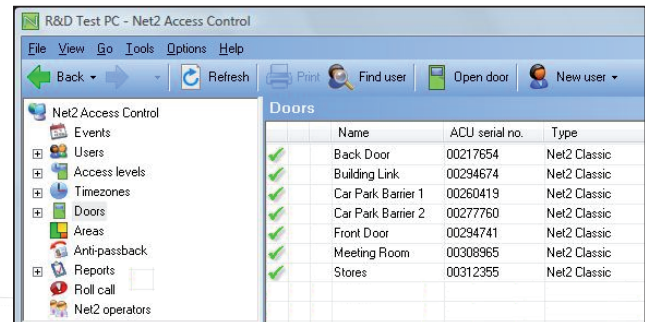 R&D Test PC - Net2 Access Control
File View Go Tools Options Help
Back Refresh Print Find user Open door New user
Net2 Access Control
Events
Users
Access levels
Timezones
Doors
Areas
Anti-passback
Reports
Roll call
Net2 operators
Doors
Name ACU serial no. Type
Back Door 00217654 Net2 Classic
Building Link 00294674 Net2 Classic
Car Park Barrier 1 00260419 Net2 Classic
Car Park Barrier 2 00277760 Net2 Classic
Front Door 00294741 Net2 Classic
Meeting Room 00308965 Net2 Classic
Stores 00312355 Net2 Classic